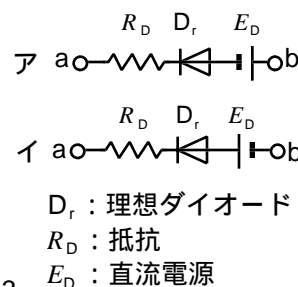 R_D D_r E_D
ア a b
R_D D_r E_D
イ a b
D_r：理想ダイオード
R_D：抵抗
E_D：直流電源